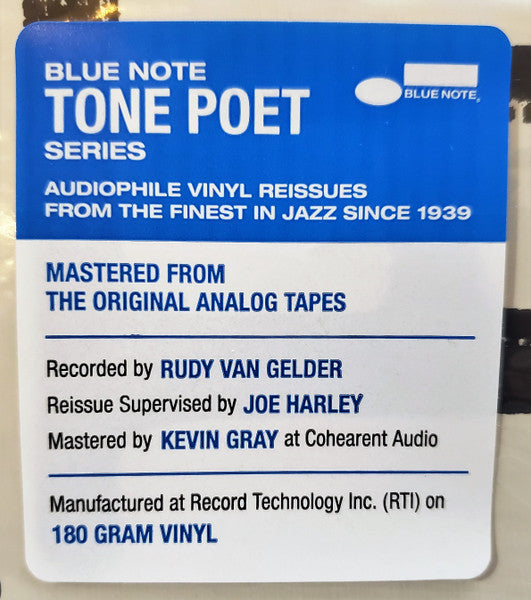 BLUE NOTE
TONE POET
SERIES
BLUE NOTE®
AUDIOPHILE VINYL REISSUES
FROM THE FINEST IN JAZZ SINCE 1939
MASTERED FROM
THE ORIGINAL ANALOG TAPES
Recorded by RUDY VAN GELDER
Reissue Supervised by JOE HARLEY
Mastered by KEVIN GRAY at Cohearent Audio
Manufactured at Record Technology Inc. (RTI) on
180 GRAM VINYL